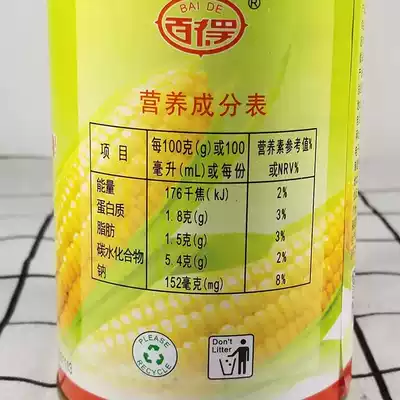 BAI DE
百得
®
营养成分表
项 目 每100克(g)或100毫升(mL)或每份 营养素参考值%或NRV%
能量 176千焦(kJ) 2%
蛋白质 1.8克(g) 3%
脂肪 1.5克(g) 3%
碳水化合物 5.4克(g) 2%
钠 152毫克(mg) 8%
PLEASE RECYCLE
Don't Litter